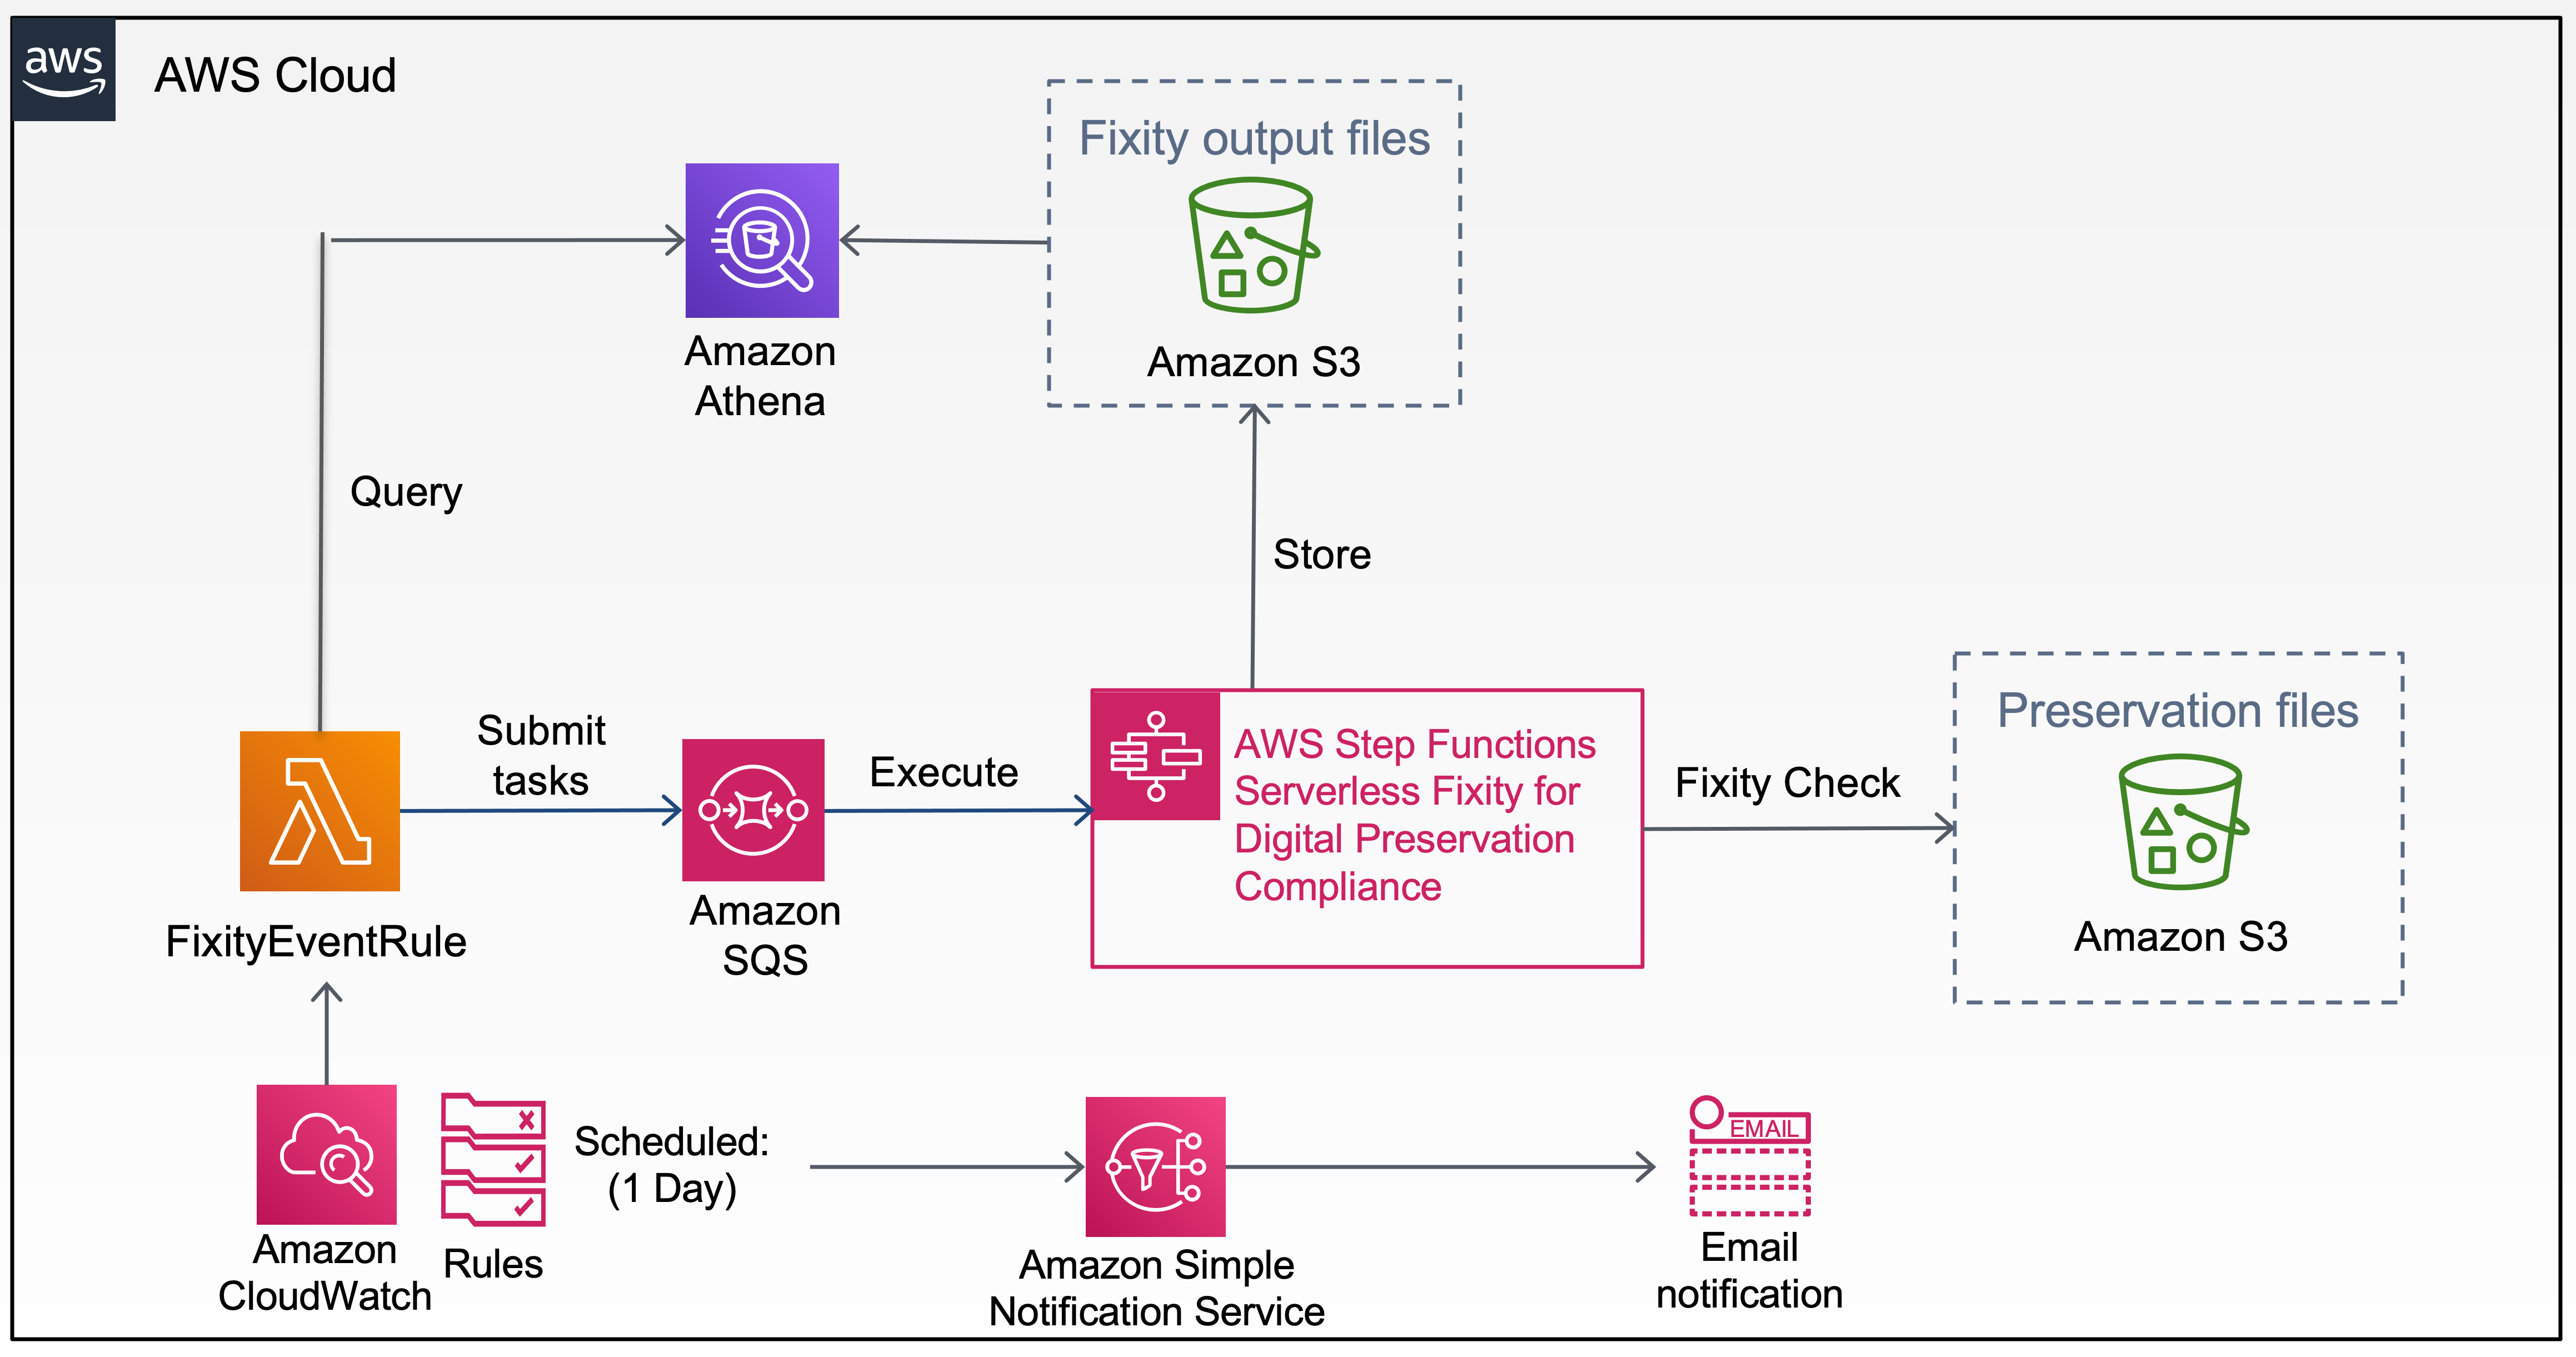 aws
AWS Cloud
Fixity output files
Amazon S3
Amazon
Athena
Query
Store
Submit
tasks
Execute
AWS Step Functions
Serverless Fixity for
Digital Preservation
Compliance
Fixity Check
Preservation files
Amazon S3
FixityEventRule
Amazon
SQS
Amazon
CloudWatch
Rules
Scheduled:
(1 Day)
Amazon Simple
Notification Service
EMAIL
Email
notification